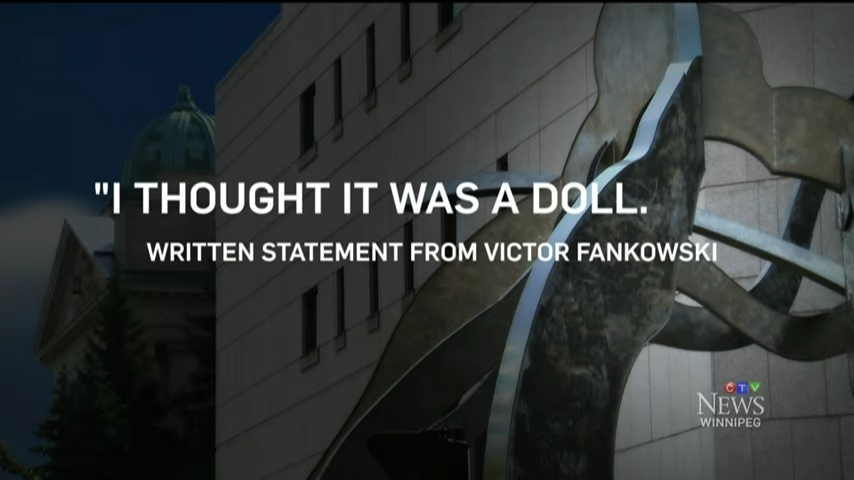 "I THOUGHT IT WAS A DOLL.
WRITTEN STATEMENT FROM VICTOR FANKOWSKI
CTV
NEWS
WINNIPEG